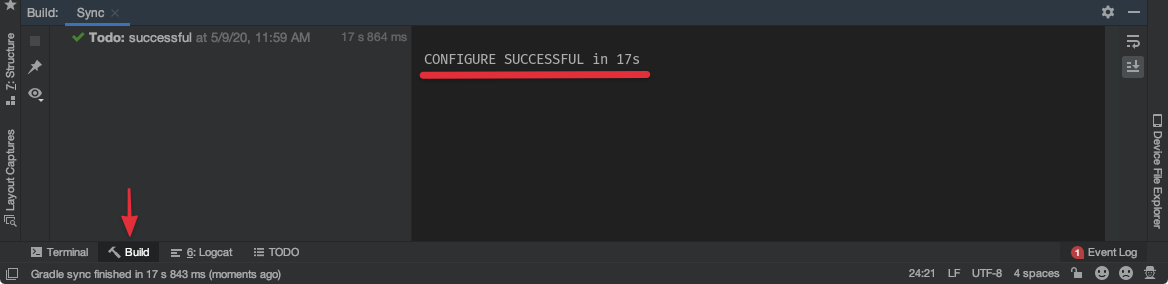 Build: Sync
Z: Structure
Layout Captures
Todo: successful at 5/9/20, 11:59 AM 17 s 864 ms
CONFIGURE SUCCESSFUL in 17s
Device File Explorer
Terminal Build 6: Logcat TODO 1 Event Log
Gradle sync finished in 17 s 843 ms (moments ago) 24:21 LF UTF-8 4 spaces